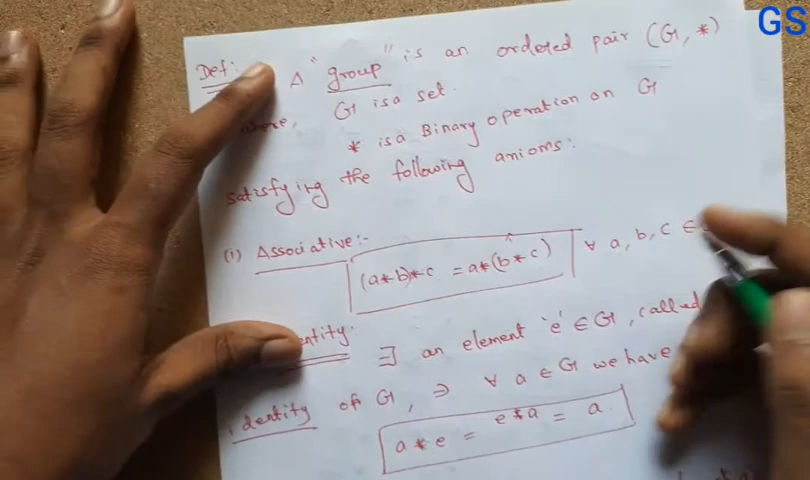 GS
Def: A "group" is an ordered pair (G, *)
where, G is a set.
* is a Binary operation on G
satisfying the following anioms:
(1) Associative:-
(a*b)*c = a*(b*c) ∀ a, b, c ∈
entity:
∃ an element 'e' ∈ G, called
identity of G, ∋ ∀ a ∈ G we have
a * e = e * a = a.